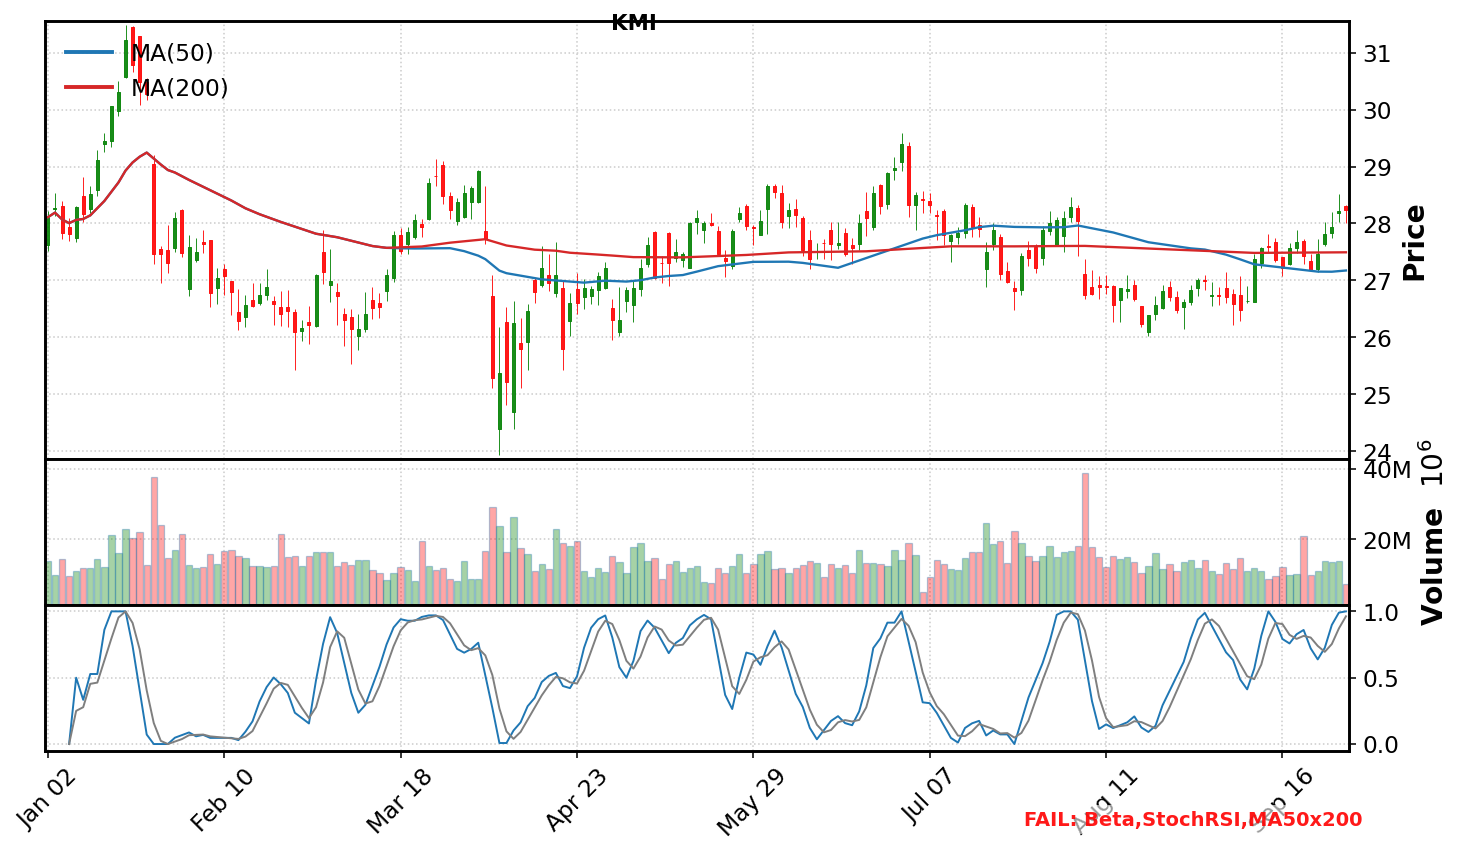 KMI
MA(50)
MA(200)
31
30
29
28
27
26
25
24
Price
40M
20M
Volume 10^6
1.0
0.5
0.0
Jan 02
Feb 10
Mar 18
Apr 23
May 29
Jul 07
Aug 11
Sep 16
FAIL: Beta,StochRSI,MA50x200